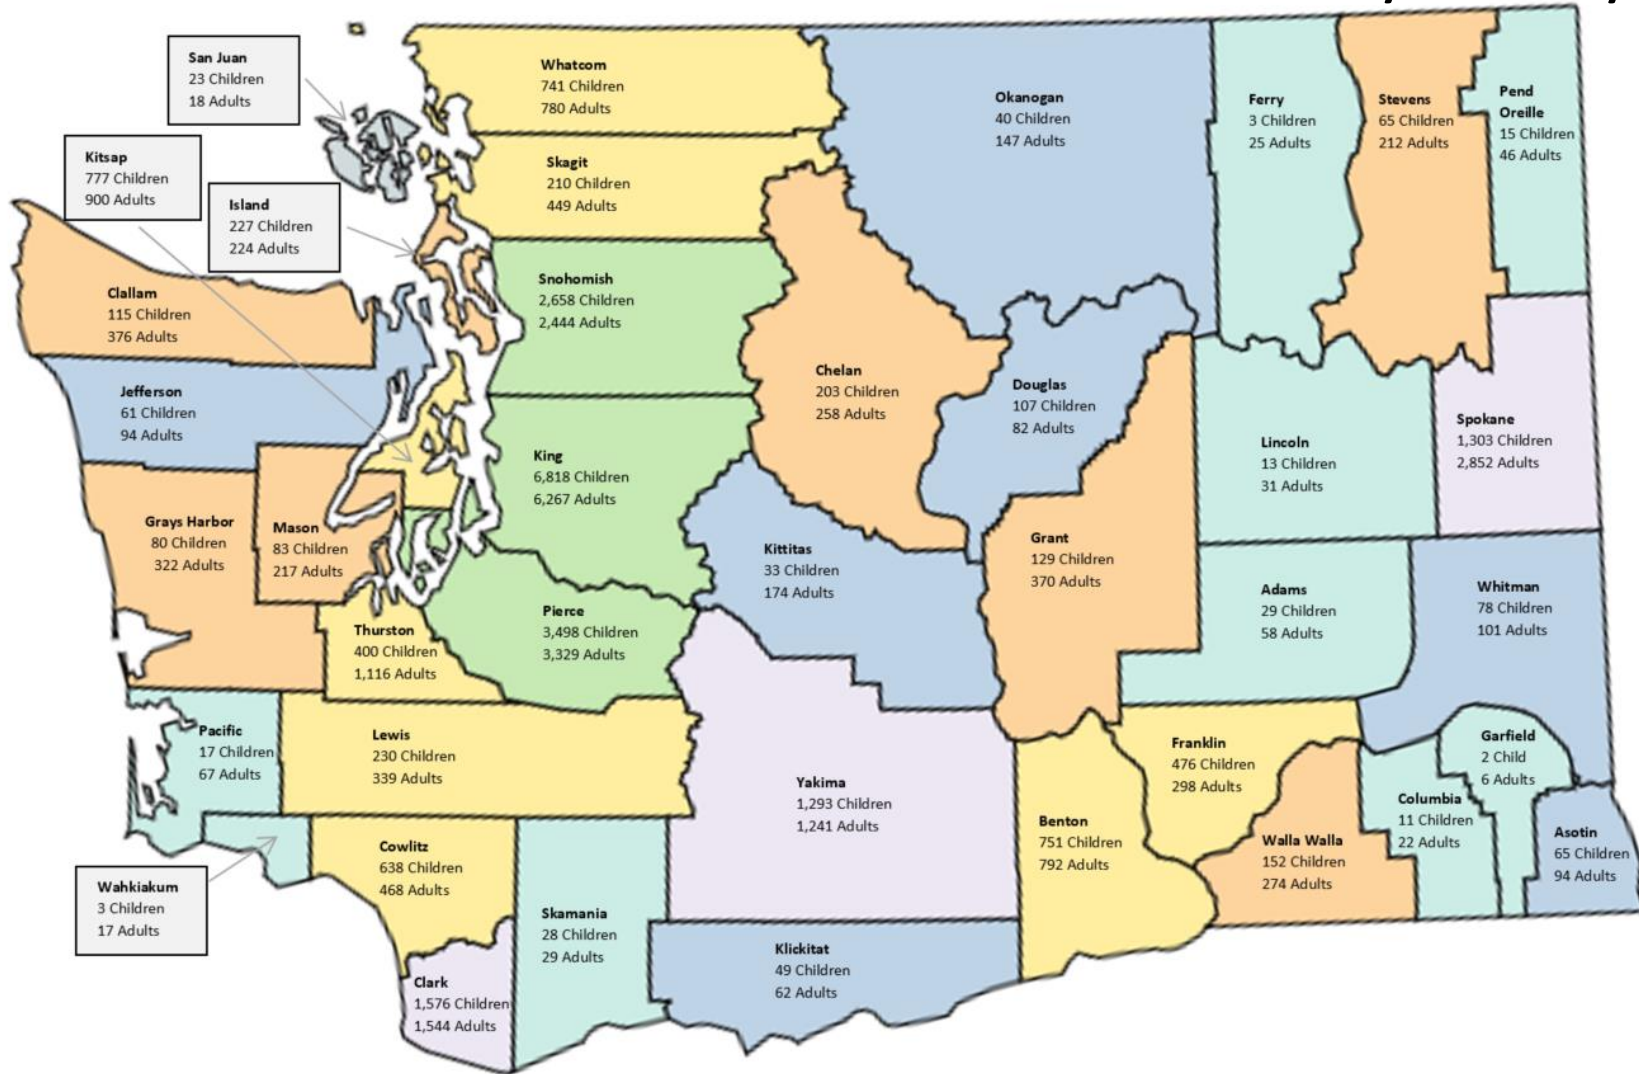 San Juan
23 Children
18 Adults
Kitsap
777 Children
900 Adults
Island
227 Children
224 Adults
Whatcom
741 Children
780 Adults
Skagit
210 Children
449 Adults
Okanogan
40 Children
147 Adults
Ferry
3 Children
25 Adults
Stevens
65 Children
212 Adults
Pend
Oreille
15 Children
46 Adults
Clallam
115 Children
376 Adults
Snohomish
2,658 Children
2,444 Adults
Jefferson
61 Children
94 Adults
Chelan
203 Children
258 Adults
Douglas
107 Children
82 Adults
Lincoln
13 Children
31 Adults
Spokane
1,303 Children
2,852 Adults
King
6,818 Children
6,267 Adults
Grays Harbor
80 Children
322 Adults
Mason
83 Children
217 Adults
Kittitas
33 Children
174 Adults
Grant
129 Children
370 Adults
Adams
29 Children
58 Adults
Whitman
78 Children
101 Adults
Thurston
400 Children
1,116 Adults
Pierce
3,498 Children
3,329 Adults
Pacific
17 Children
67 Adults
Lewis
230 Children
339 Adults
Yakima
1,293 Children
1,241 Adults
Franklin
476 Children
298 Adults
Garfield
2 Child
6 Adults
Columbia
11 Children
22 Adults
Benton
751 Children
792 Adults
Walla Walla
152 Children
274 Adults
Asotin
65 Children
94 Adults
Wahkiakum
3 Children
17 Adults
Cowlitz
638 Children
468 Adults
Skamania
28 Children
29 Adults
Klickitat
49 Children
62 Adults
Clark
1,576 Children
1,544 Adults